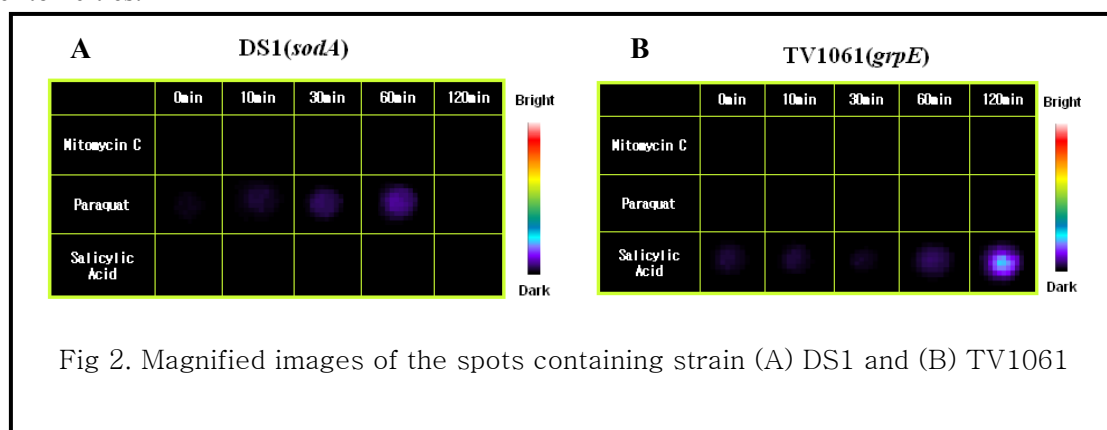 A DS1(sodA)
B TV1061(grpE)
0min 10min 30min 60min 120min Bright
Mitomycin C
Paraquat
Salicylic
Acid
Dark
0min 10min 30min 60min 120min Bright
Mitomycin C
Paraquat
Salicylic
Acid
Dark
Fig 2. Magnified images of the spots containing strain (A) DS1 and (B) TV1061